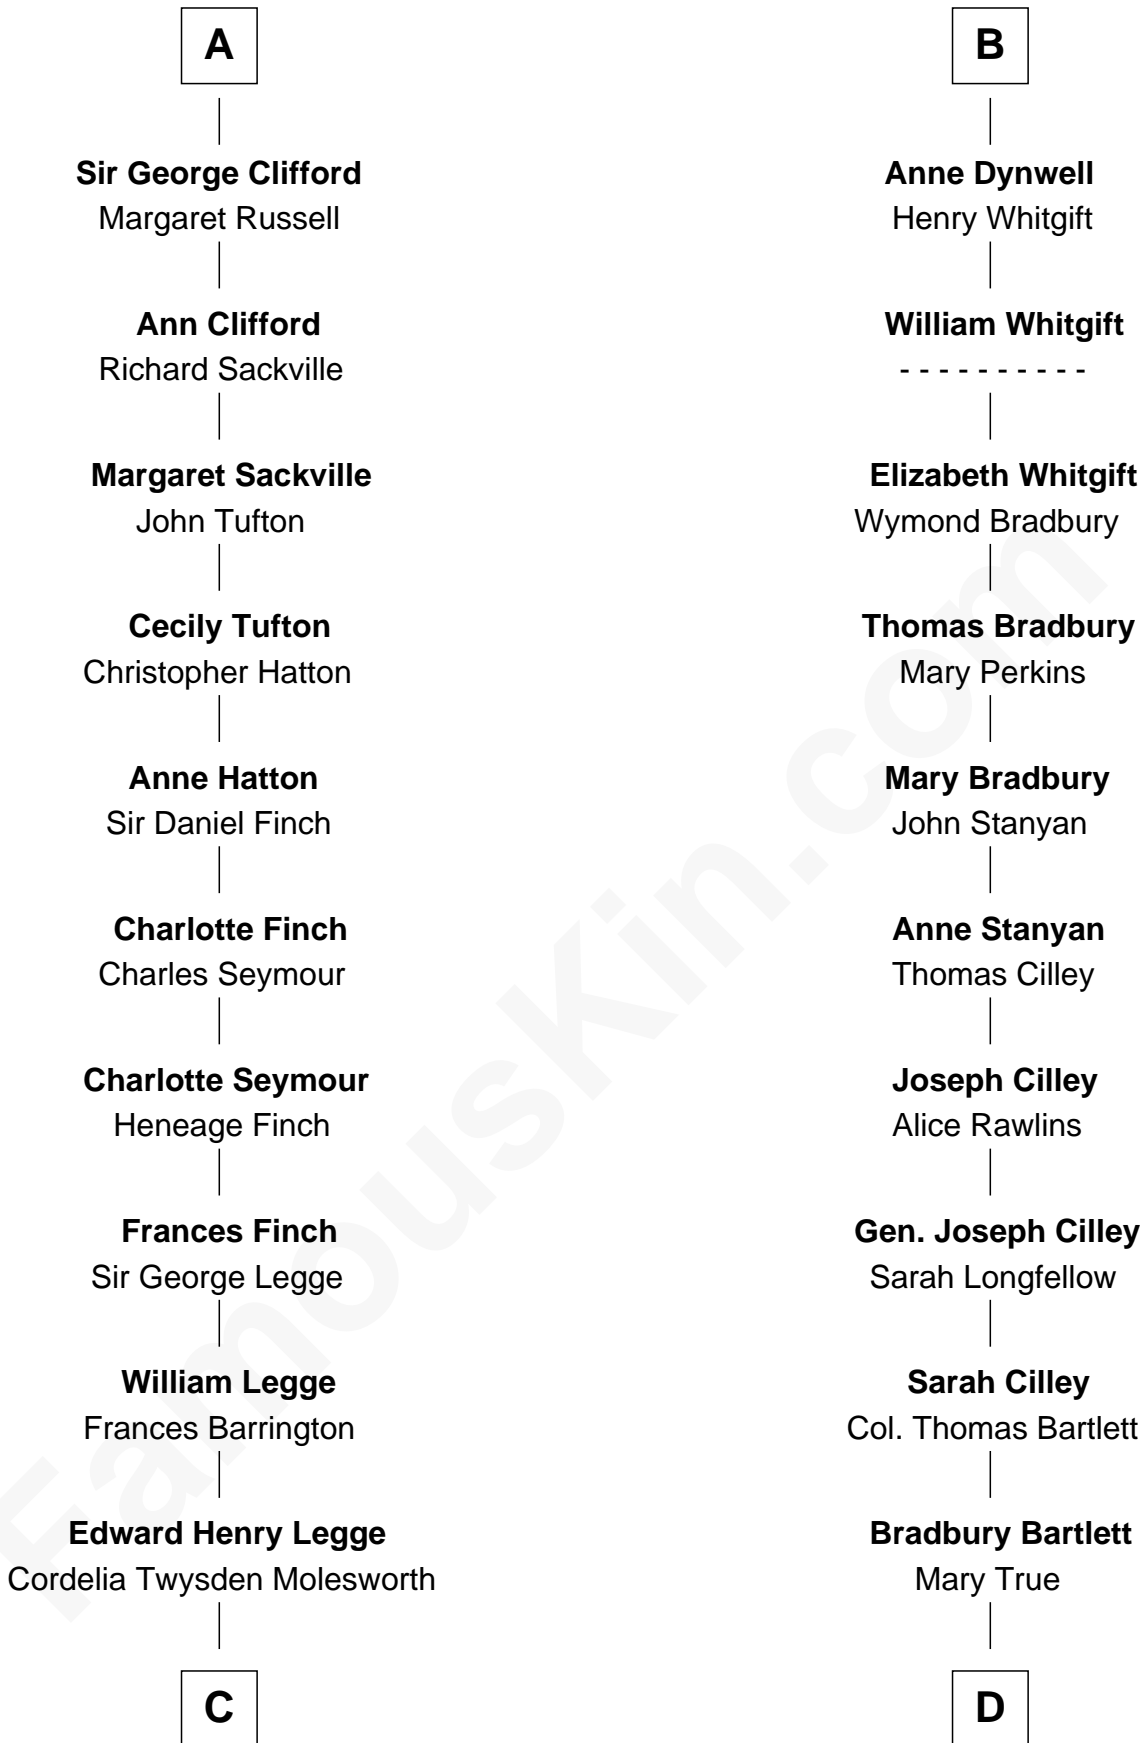 A
Sir George Clifford
Margaret Russell
Ann Clifford
Richard Sackville
Margaret Sackville
John Tufton
Cecily Tufton
Christopher Hatton
Anne Hatton
Sir Daniel Finch
Charlotte Finch
Charles Seymour
Charlotte Seymour
Heneage Finch
Frances Finch
Sir George Legge
William Legge
Frances Barrington
Edward Henry Legge
Cordelia Twysden Molesworth
C
B
Anne Dynwell
Henry Whitgift
William Whitgift
- - - - - - - - - -
Elizabeth Whitgift
Wymond Bradbury
Thomas Bradbury
Mary Perkins
Mary Bradbury
John Stanyan
Anne Stanyan
Thomas Cilley
Joseph Cilley
Alice Rawlins
Gen. Joseph Cilley
Sarah Longfellow
Sarah Cilley
Col. Thomas Bartlett
Bradbury Bartlett
Mary True
D
FamousKin.com